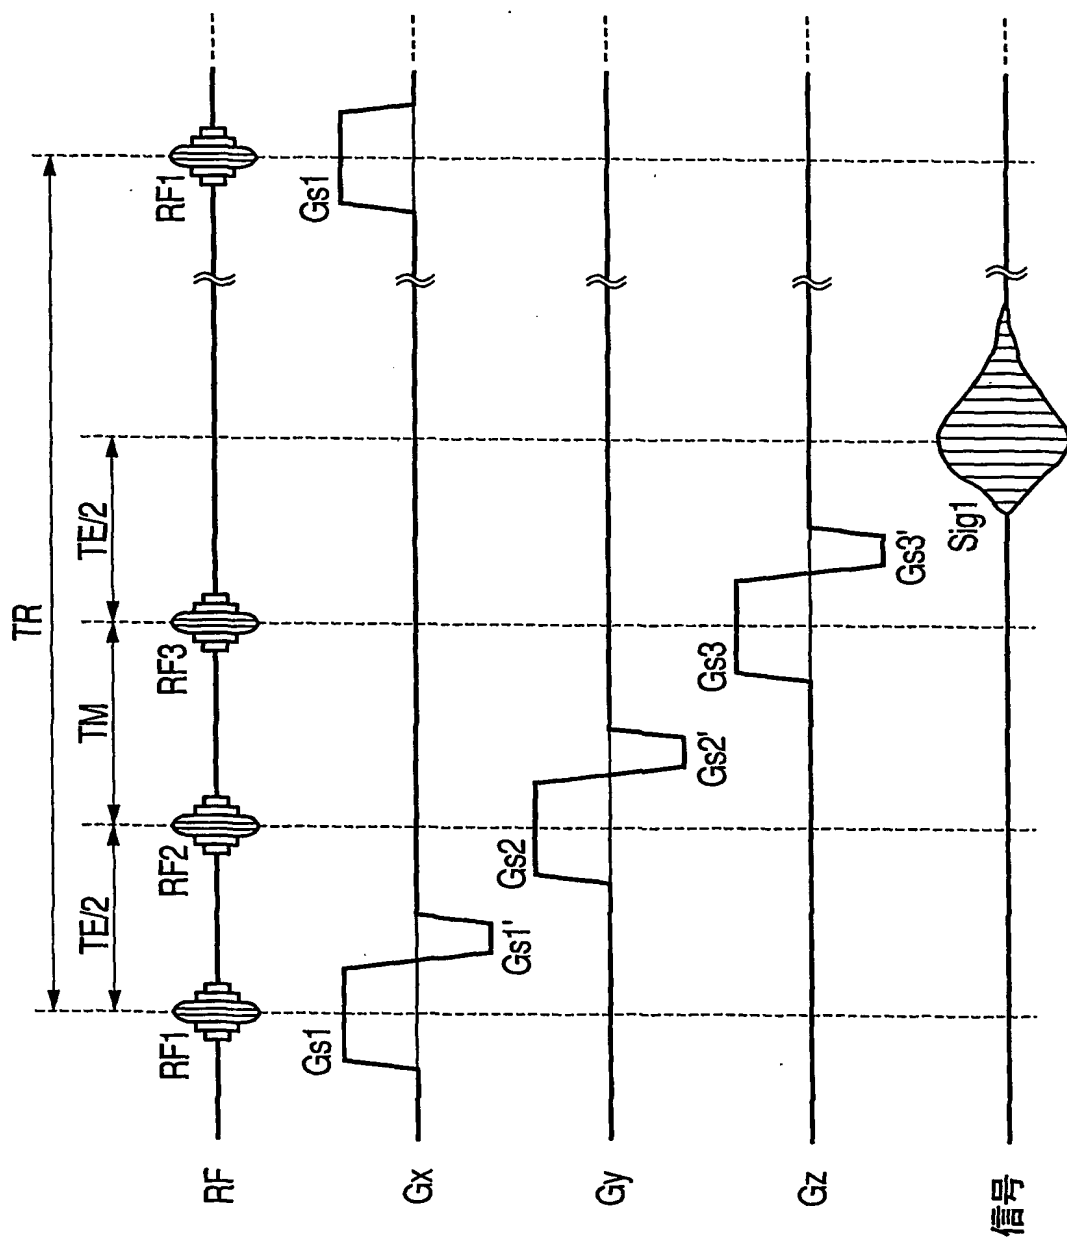 TR
TE/2 TM TE/2
RF RF1 RF2 RF3 RF1
Gx Gs1 Gs1' Gs1
Gy Gs2 Gs2'
Gz Gs3 Gs3'
信号 Sig1